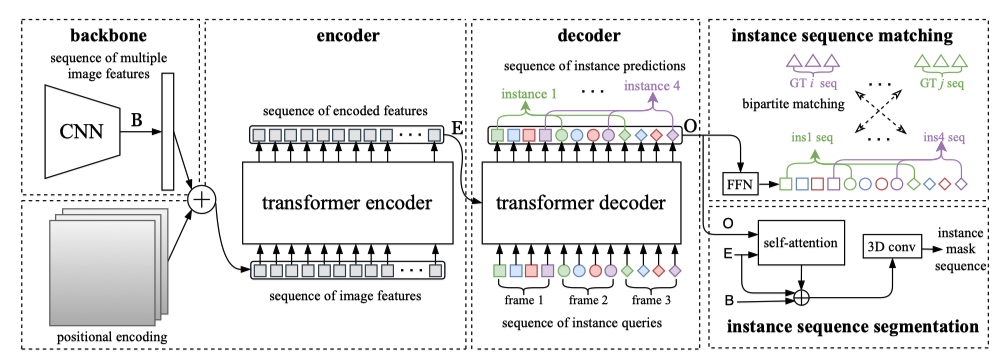 backbone
sequence of multiple
image features
CNN
B
positional encoding
encoder
sequence of encoded features
E
transformer encoder
sequence of image features
decoder
sequence of instance predictions
instance 1
instance 4
O
transformer decoder
frame 1
frame 2
frame 3
sequence of instance queries
instance sequence matching
GT i seq
GT j seq
bipartite matching
ins1 seq
ins4 seq
FFN
O
E
B
self-attention
3D conv
instance
mask
sequence
instance sequence segmentation